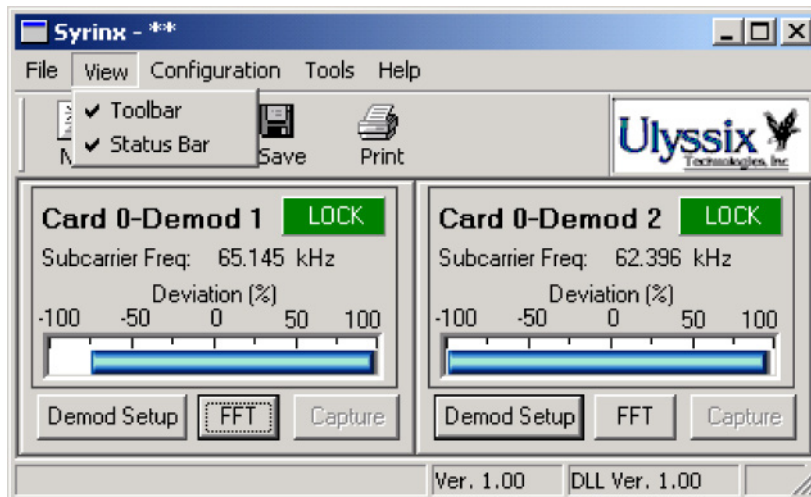 Syrinx - **
File View Configuration Tools Help
Toolbar
Status Bar
Save Print
Ulyssix
Technologies, Inc
Card 0-Demod 1 LOCK
Subcarrier Freq: 65.145 kHz
Deviation (%)
-100 -50 0 50 100
Demod Setup FFT Capture
Card 0-Demod 2 LOCK
Subcarrier Freq: 62.396 kHz
Deviation (%)
-100 -50 0 50 100
Demod Setup FFT Capture
Ver. 1.00 DLL Ver. 1.00